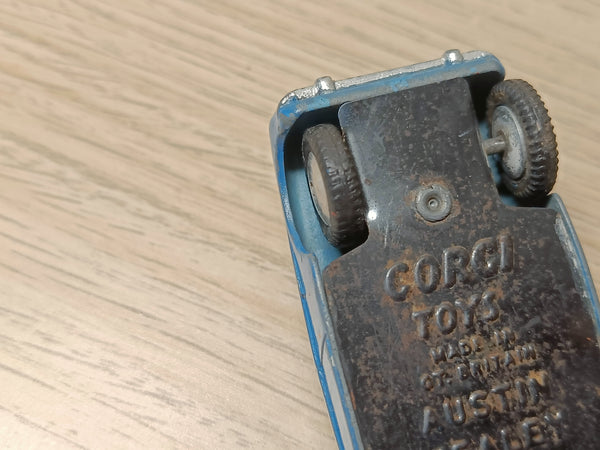 CORGI
TOYS
MADE IN
GT. BRITAIN
AUSTIN
HEALEY